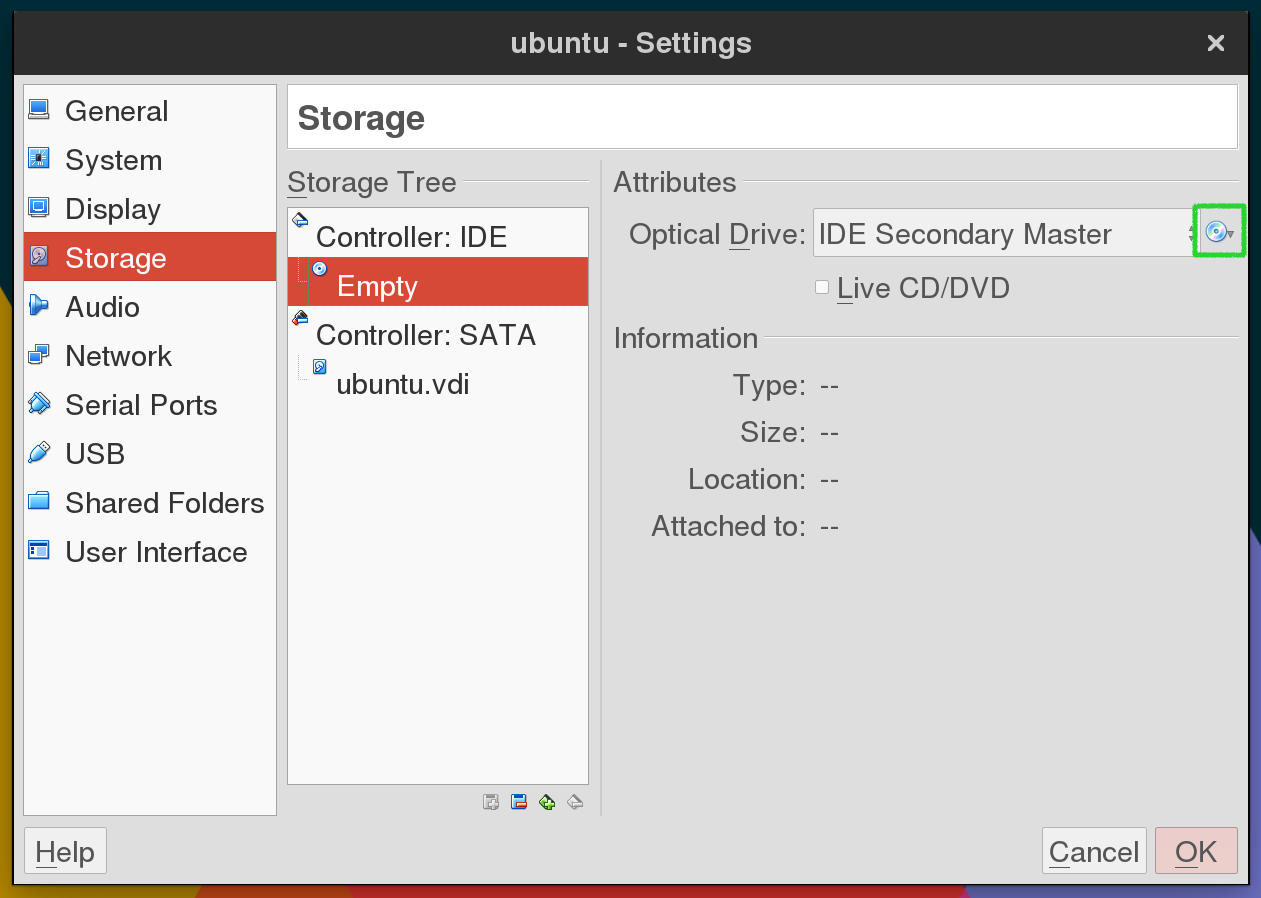 ubuntu - Settings
General
System
Display
Storage
Audio
Network
Serial Ports
USB
Shared Folders
User Interface
Storage
Storage Tree
Controller: IDE
Empty
Controller: SATA
ubuntu.vdi
Attributes
Optical Drive: IDE Secondary Master
Live CD/DVD
Information
Type: --
Size: --
Location: --
Attached to: --
Help
Cancel
OK